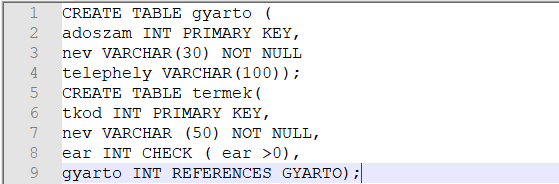 1 CREATE TABLE gyarto (
2 adoszam INT PRIMARY KEY,
3 nev VARCHAR(30) NOT NULL
4 telephely VARCHAR(100));
5 CREATE TABLE termek(
6 tkod INT PRIMARY KEY,
7 nev VARCHAR (50) NOT NULL,
8 ear INT CHECK ( ear >0),
9 gyarto INT REFERENCES GYARTO);